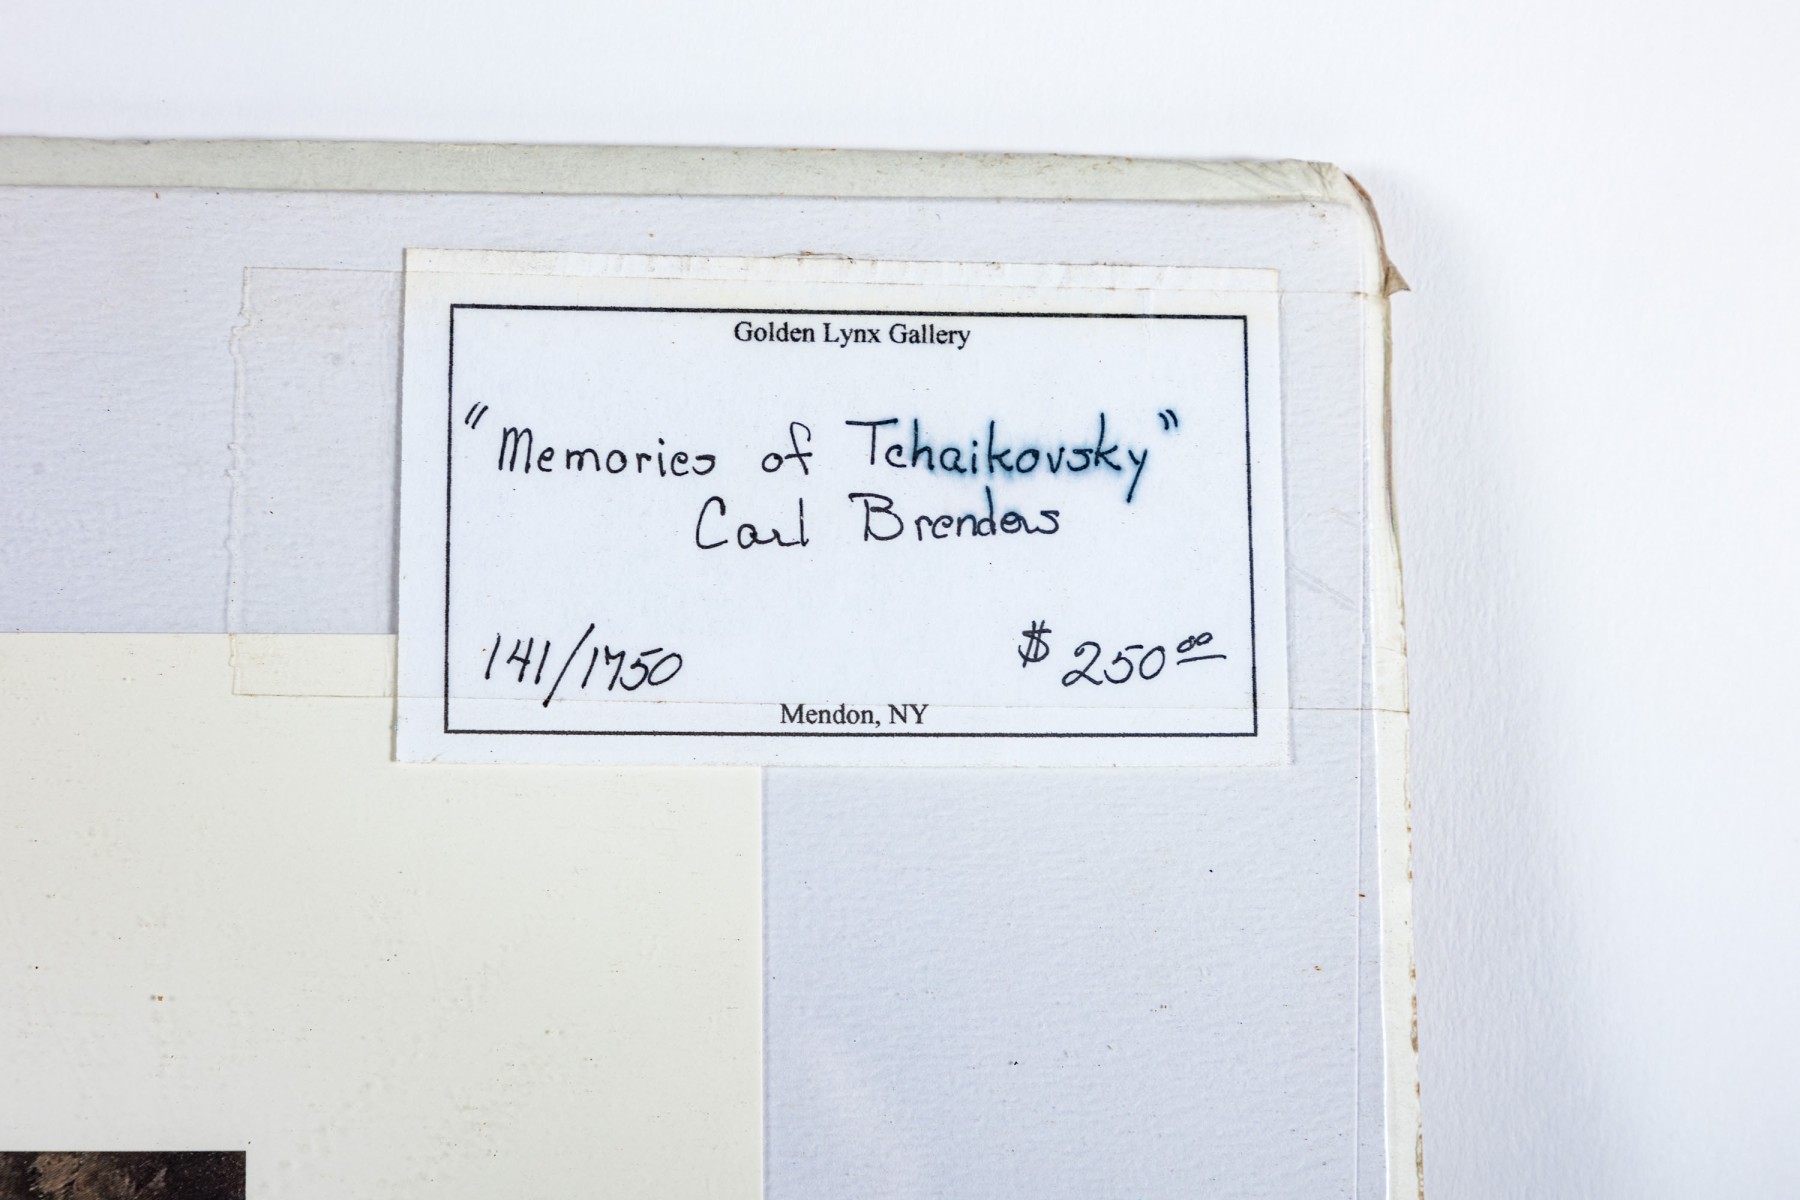 Golden Lynx Gallery
"Memories of Tchaikovsky"
Carl Brenders
141/1750 $250.00
Mendon, NY